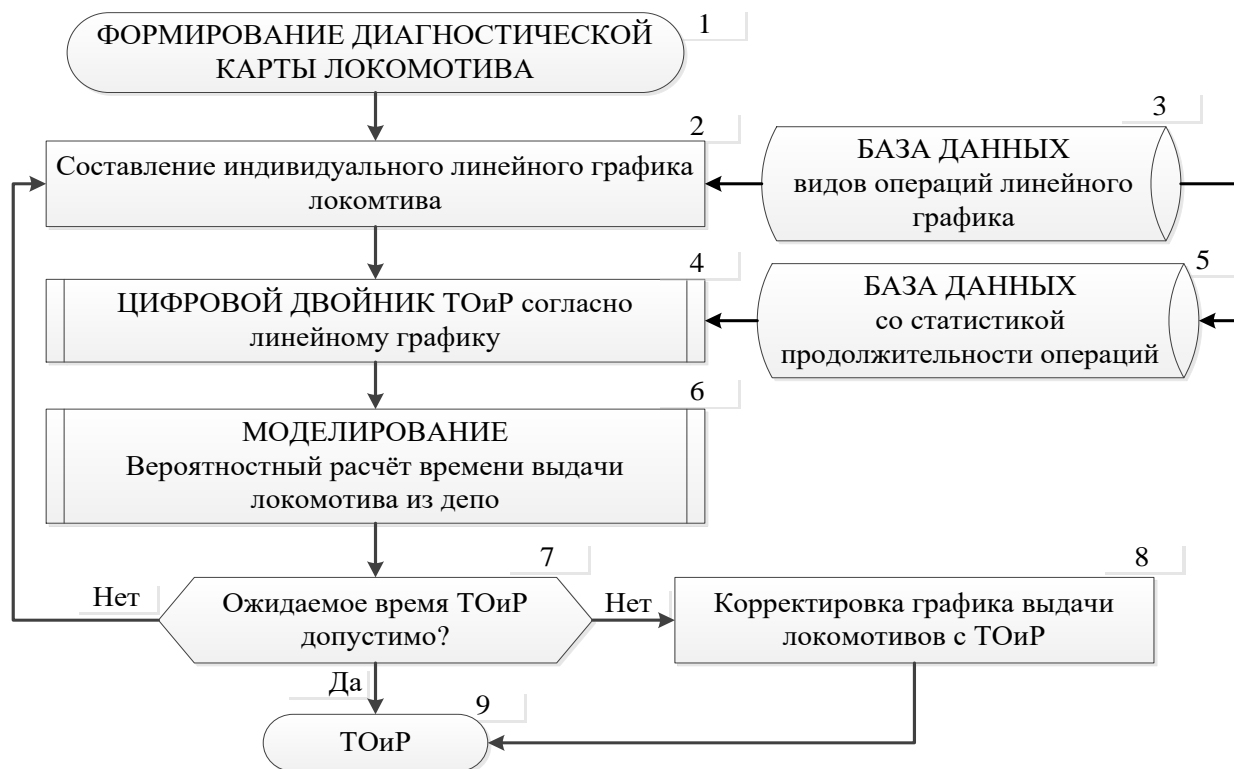 1
ФОРМИРОВАНИЕ ДИАГНОСТИЧЕСКОЙ
КАРТЫ ЛОКОМОТИВА
2
Составление индивидуального линейного графика
локомтива
3
БАЗА ДАННЫХ
видов операций линейного
графика
4
ЦИФРОВОЙ ДВОЙНИК ТОиР согласно
линейному графику
5
БАЗА ДАННЫХ
со статистикой
продолжительности операций
6
МОДЕЛИРОВАНИЕ
Вероятностный расчёт времени выдачи
локомотива из депо
7
Нет
Ожидаемое время ТОиР
допустимо?
Нет
8
Корректировка графика выдачи
локомотивов с ТОиР
Да
9
ТОиР